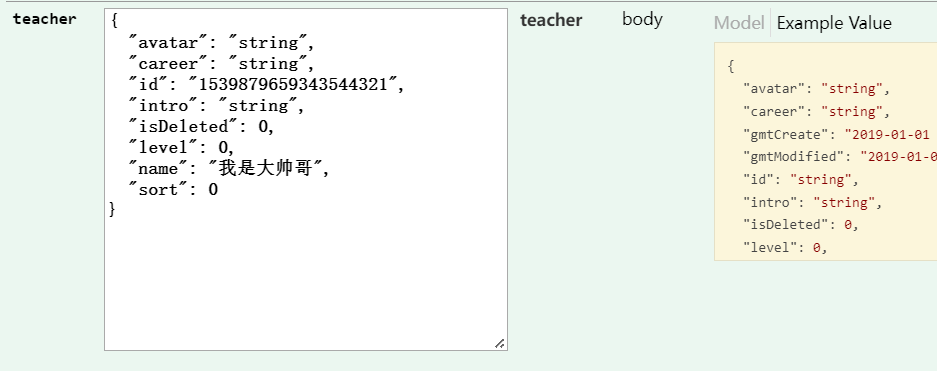 teacher
{
"avatar": "string",
"career": "string",
"id": "1539879659343544321",
"intro": "string",
"isDeleted": 0,
"level": 0,
"name": "我是大帅哥",
"sort": 0
}
teacher
body
Model Example Value
{
"avatar": "string",
"career": "string",
"gmtCreate": "2019-01-01
"gmtModified": "2019-01-0
"id": "string",
"intro": "string",
"isDeleted": 0,
"level": 0,